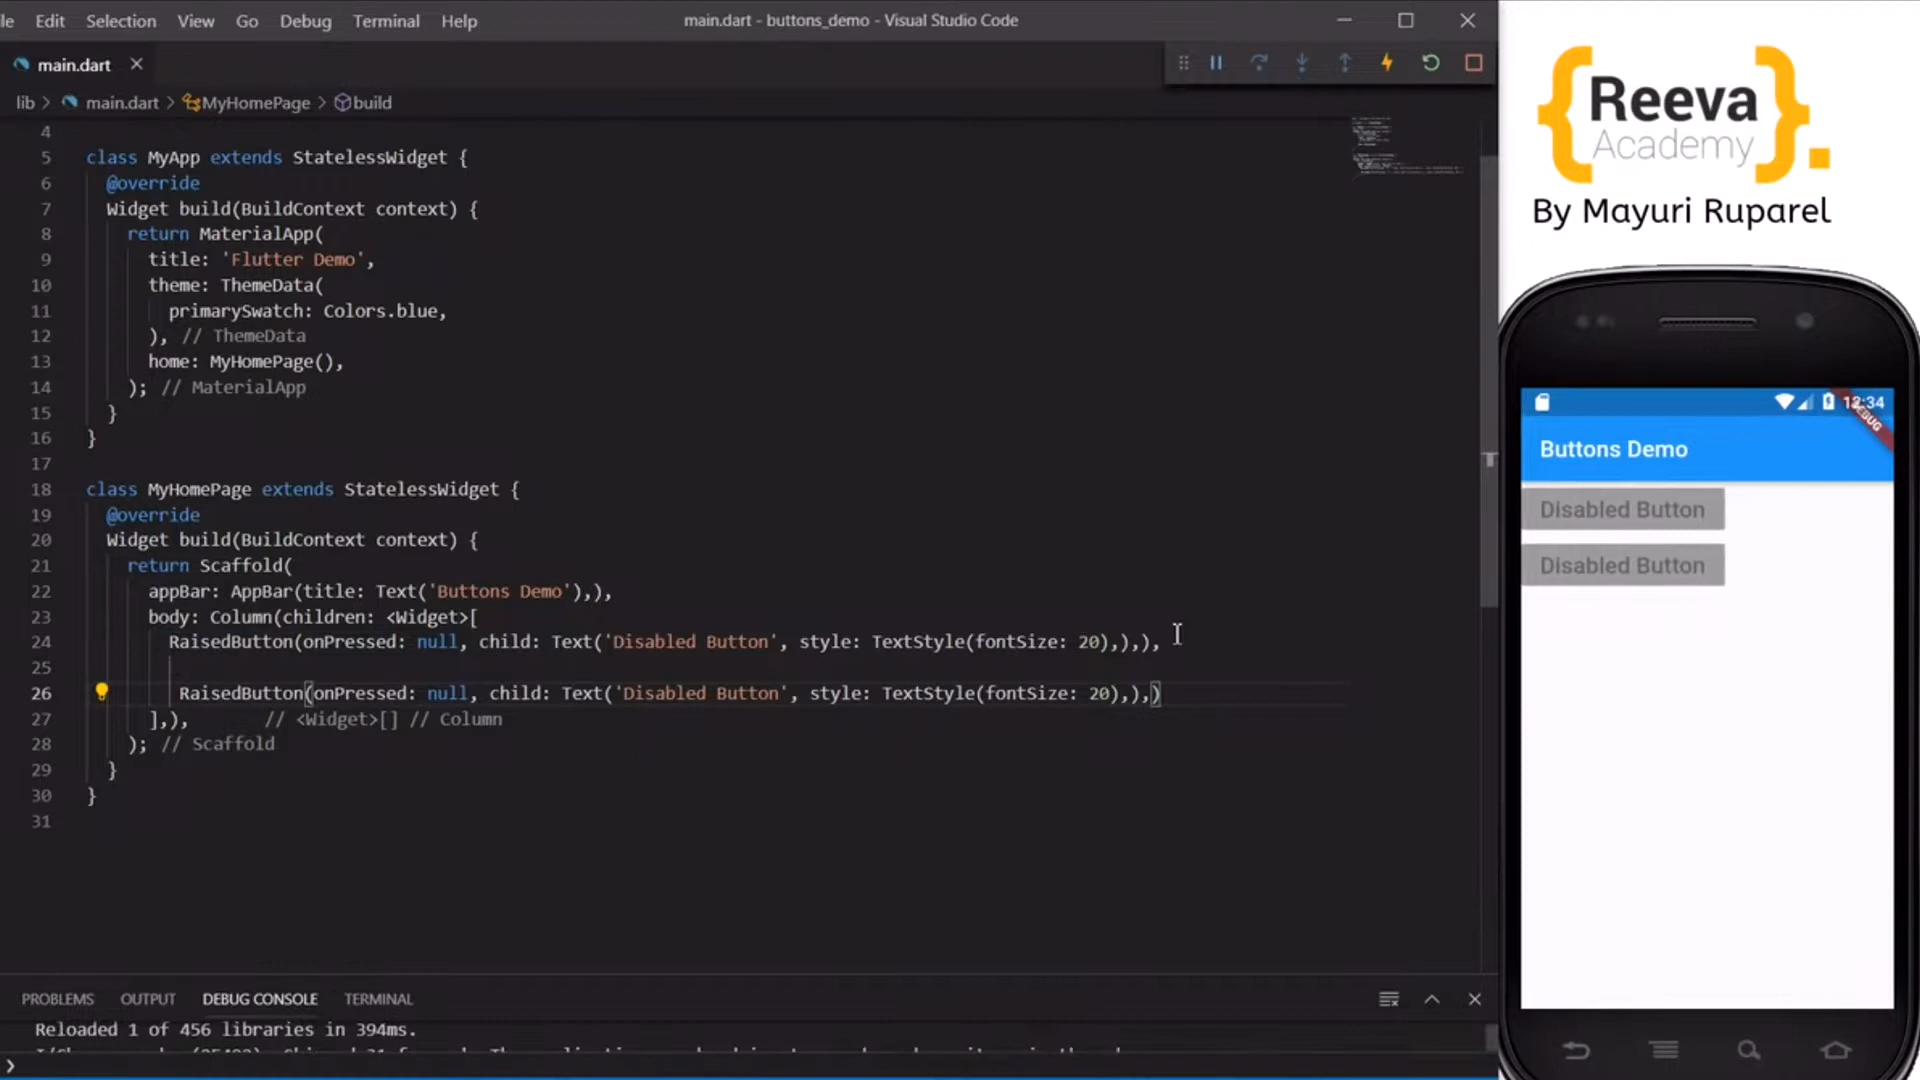 le Edit Selection View Go Debug Terminal Help
main.dart - buttons_demo - Visual Studio Code
main.dart
lib > main.dart > MyHomePage > build
4
5 class MyApp extends StatelessWidget {
6 @override
7 Widget build(BuildContext context) {
8 return MaterialApp(
9 title: 'Flutter Demo',
10 theme: ThemeData(
11 primarySwatch: Colors.blue,
12 ), // ThemeData
13 home: MyHomePage(),
14 ); // MaterialApp
15 }
16 }
17
18 class MyHomePage extends StatelessWidget {
19 @override
20 Widget build(BuildContext context) {
21 return Scaffold(
22 appBar: AppBar(title: Text('Buttons Demo'),),
23 body: Column(children: <Widget>[
24 RaisedButton(onPressed: null, child: Text('Disabled Button', style: TextStyle(fontSize: 20),),),
25
26 RaisedButton(onPressed: null, child: Text('Disabled Button', style: TextStyle(fontSize: 20),),)
27 ],), // <Widget>[] // Column
28 ); // Scaffold
29 }
30 }
31
PROBLEMS OUTPUT DEBUG CONSOLE TERMINAL
Reloaded 1 of 456 libraries in 394ms.
{Reeva
Academy}.
By Mayuri Ruparel
12:34
DEBUG
Buttons Demo
Disabled Button
Disabled Button